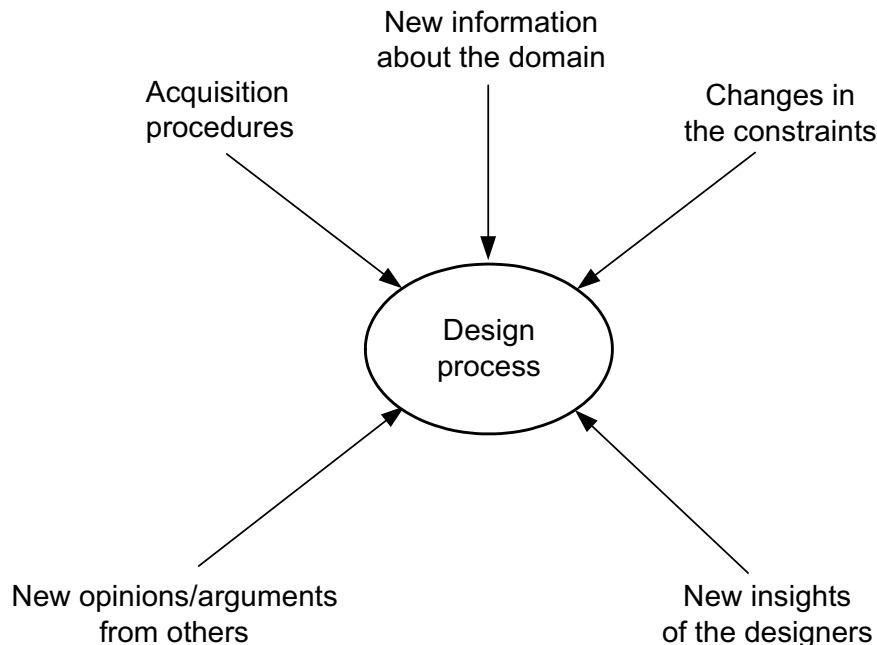 New information
about the domain
Acquisition
procedures
Changes in
the constraints
Design
process
New opinions/arguments
from others
New insights
of the designers